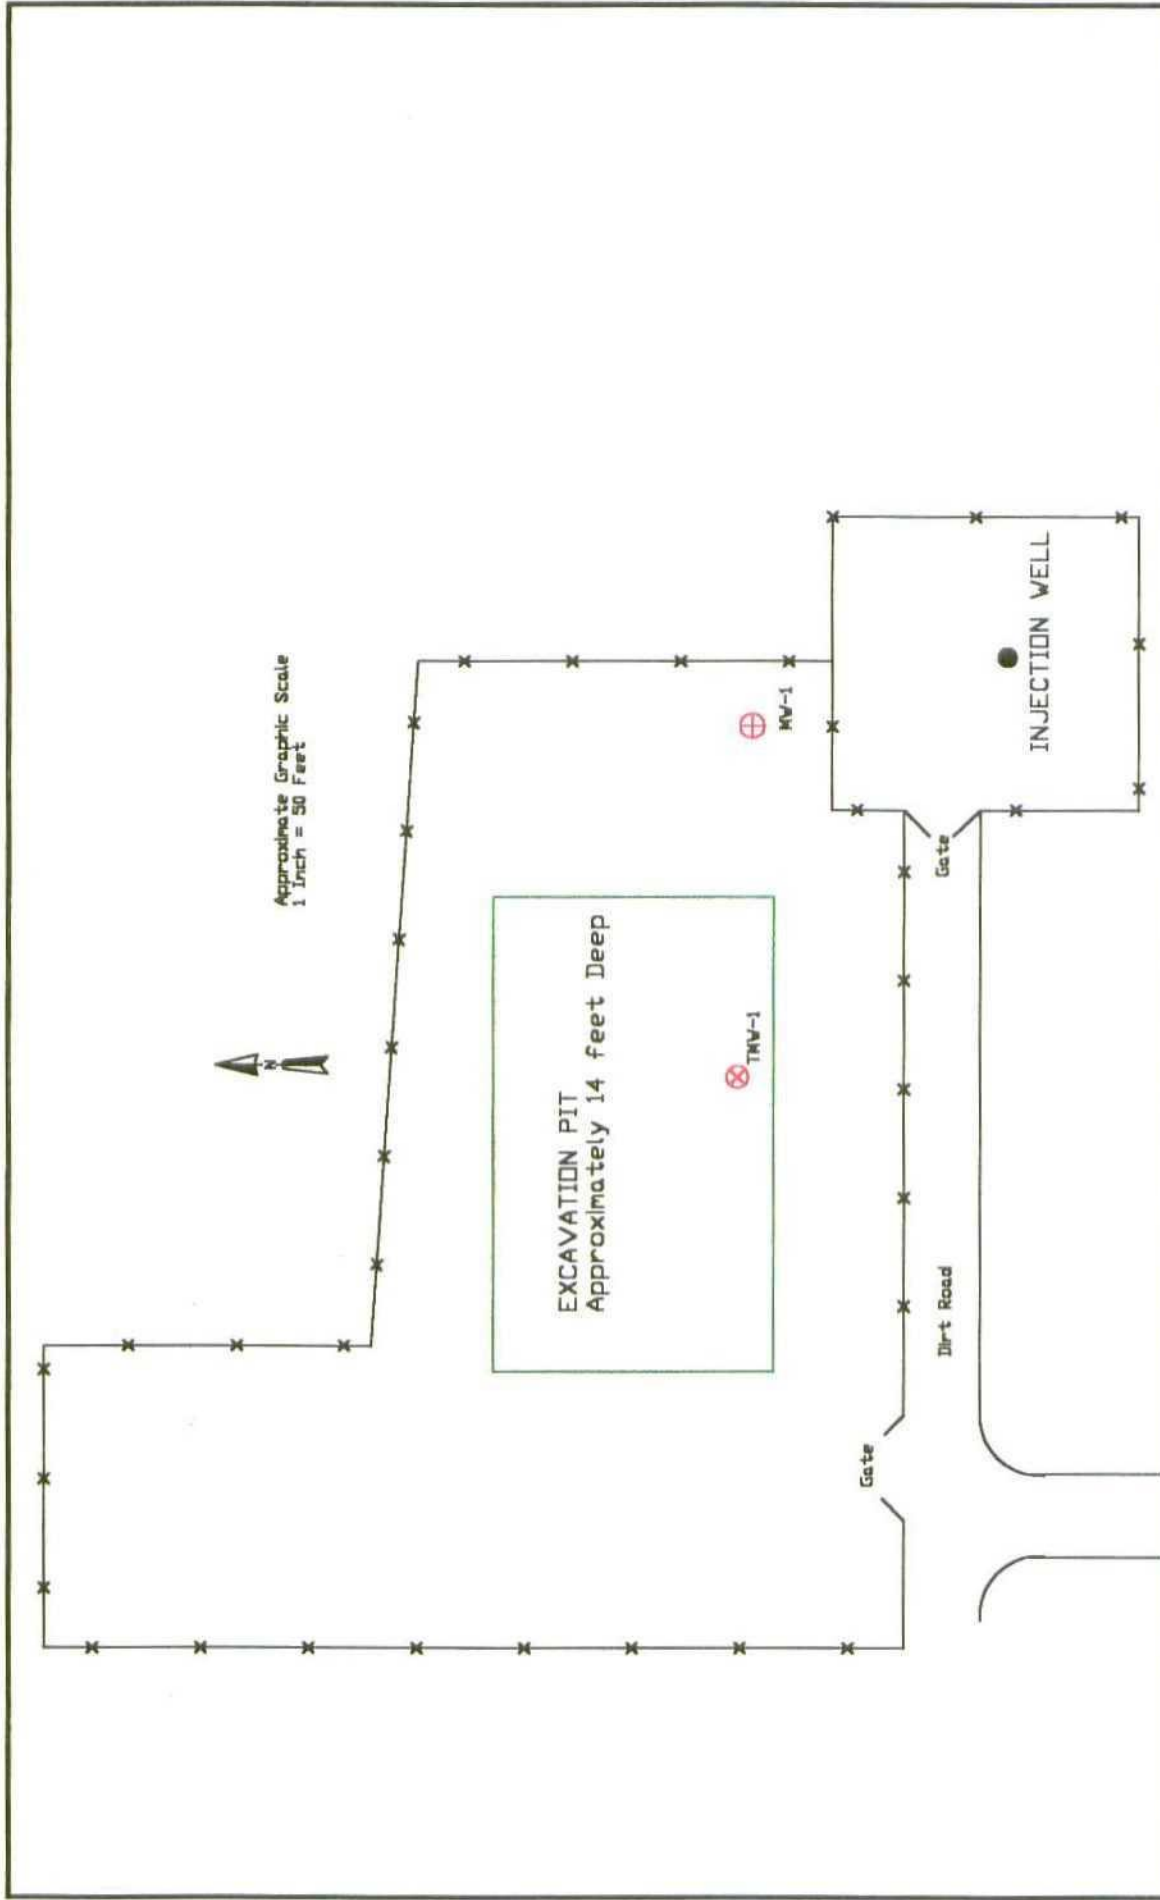 Approximate Graphic Scale
1 Inch = 50 Feet
N
EXCAVATION PIT
Approximately 14 feet Deep
TMW-1
MW-1
INJECTION WELL
Gate
Dirt Road
Gate